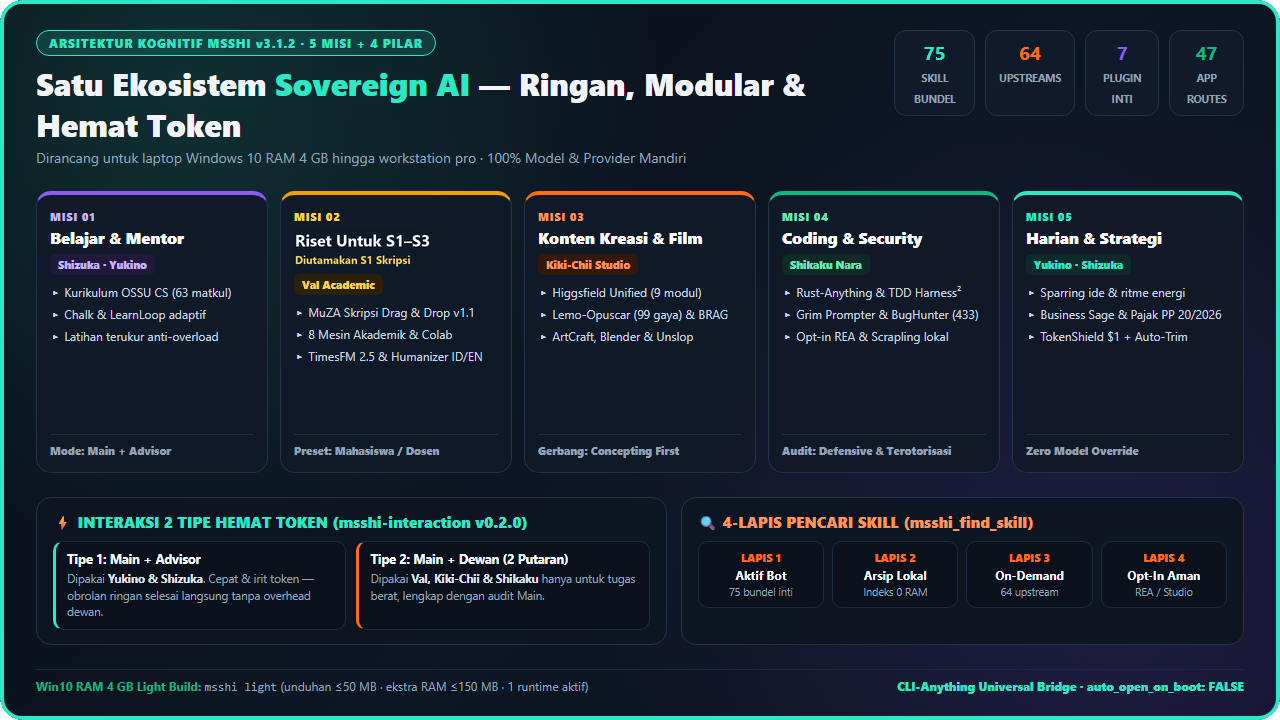 ARSITEKTUR KOGNITIF MSSHI v3.1.2 · 5 MISI + 4 PILAR
Satu Ekosistem Sovereign AI — Ringan, Modular &
Hemat Token
Dirancang untuk laptop Windows 10 RAM 4 GB hingga workstation pro · 100% Model & Provider Mandiri
75
SKILL
BUNDEL
64
UPSTREAMS
7
PLUGIN
INTI
47
APP
ROUTES
MISI 01
Belajar & Mentor
Shizuka · Yukino
▸ Kurikulum OSSU CS (63 matkul)
▸ Chalk & LearnLoop adaptif
▸ Latihan terukur anti-overload
Mode: Main + Advisor
MISI 02
Riset Untuk S1–S3
Diutamakan S1 Skripsi
Val Academic
▸ MuZA Skripsi Drag & Drop v1.1
▸ 8 Mesin Akademik & Colab
▸ TimesFM 2.5 & Humanizer ID/EN
Preset: Mahasiswa / Dosen
MISI 03
Konten Kreasi & Film
Kiki-Chii Studio
▸ Higgsfield Unified (9 modul)
▸ Lemo-Opuscar (99 gaya) & BRAG
▸ ArtCraft, Blender & Unslop
Gerbang: Concepting First
MISI 04
Coding & Security
Shikaku Nara
▸ Rust-Anything & TDD Harness²
▸ Grim Prompter & BugHunter (433)
▸ Opt-in REA & Scrapling lokal
Audit: Defensive & Terotorisasi
MISI 05
Harian & Strategi
Yukino · Shizuka
▸ Sparring ide & ritme energi
▸ Business Sage & Pajak PP 20/2026
▸ TokenShield $1 + Auto-Trim
Zero Model Override
⚡ INTERAKSI 2 TIPE HEMAT TOKEN (msshi-interaction v0.2.0)
Tipe 1: Main + Advisor
Dipakai Yukino & Shizuka. Cepat & irit token —
obrolan ringan selesai langsung tanpa overhead
dewan.
Tipe 2: Main + Dewan (2 Putaran)
Dipakai Val, Kiki-Chii & Shikaku hanya untuk tugas
berat, lengkap dengan audit Main.
🔍 4-LAPIS PENCARI SKILL (msshi_find_skill)
LAPIS 1
Aktif Bot
75 bundel inti
LAPIS 2
Arsip Lokal
Indeks 0 RAM
LAPIS 3
On-Demand
64 upstream
LAPIS 4
Opt-In Aman
REA / Studio
Win10 RAM 4 GB Light Build: msshi light (unduhan ≤50 MB · ekstra RAM ≤150 MB · 1 runtime aktif)
CLI-Anything Universal Bridge · auto_open_on_boot: FALSE